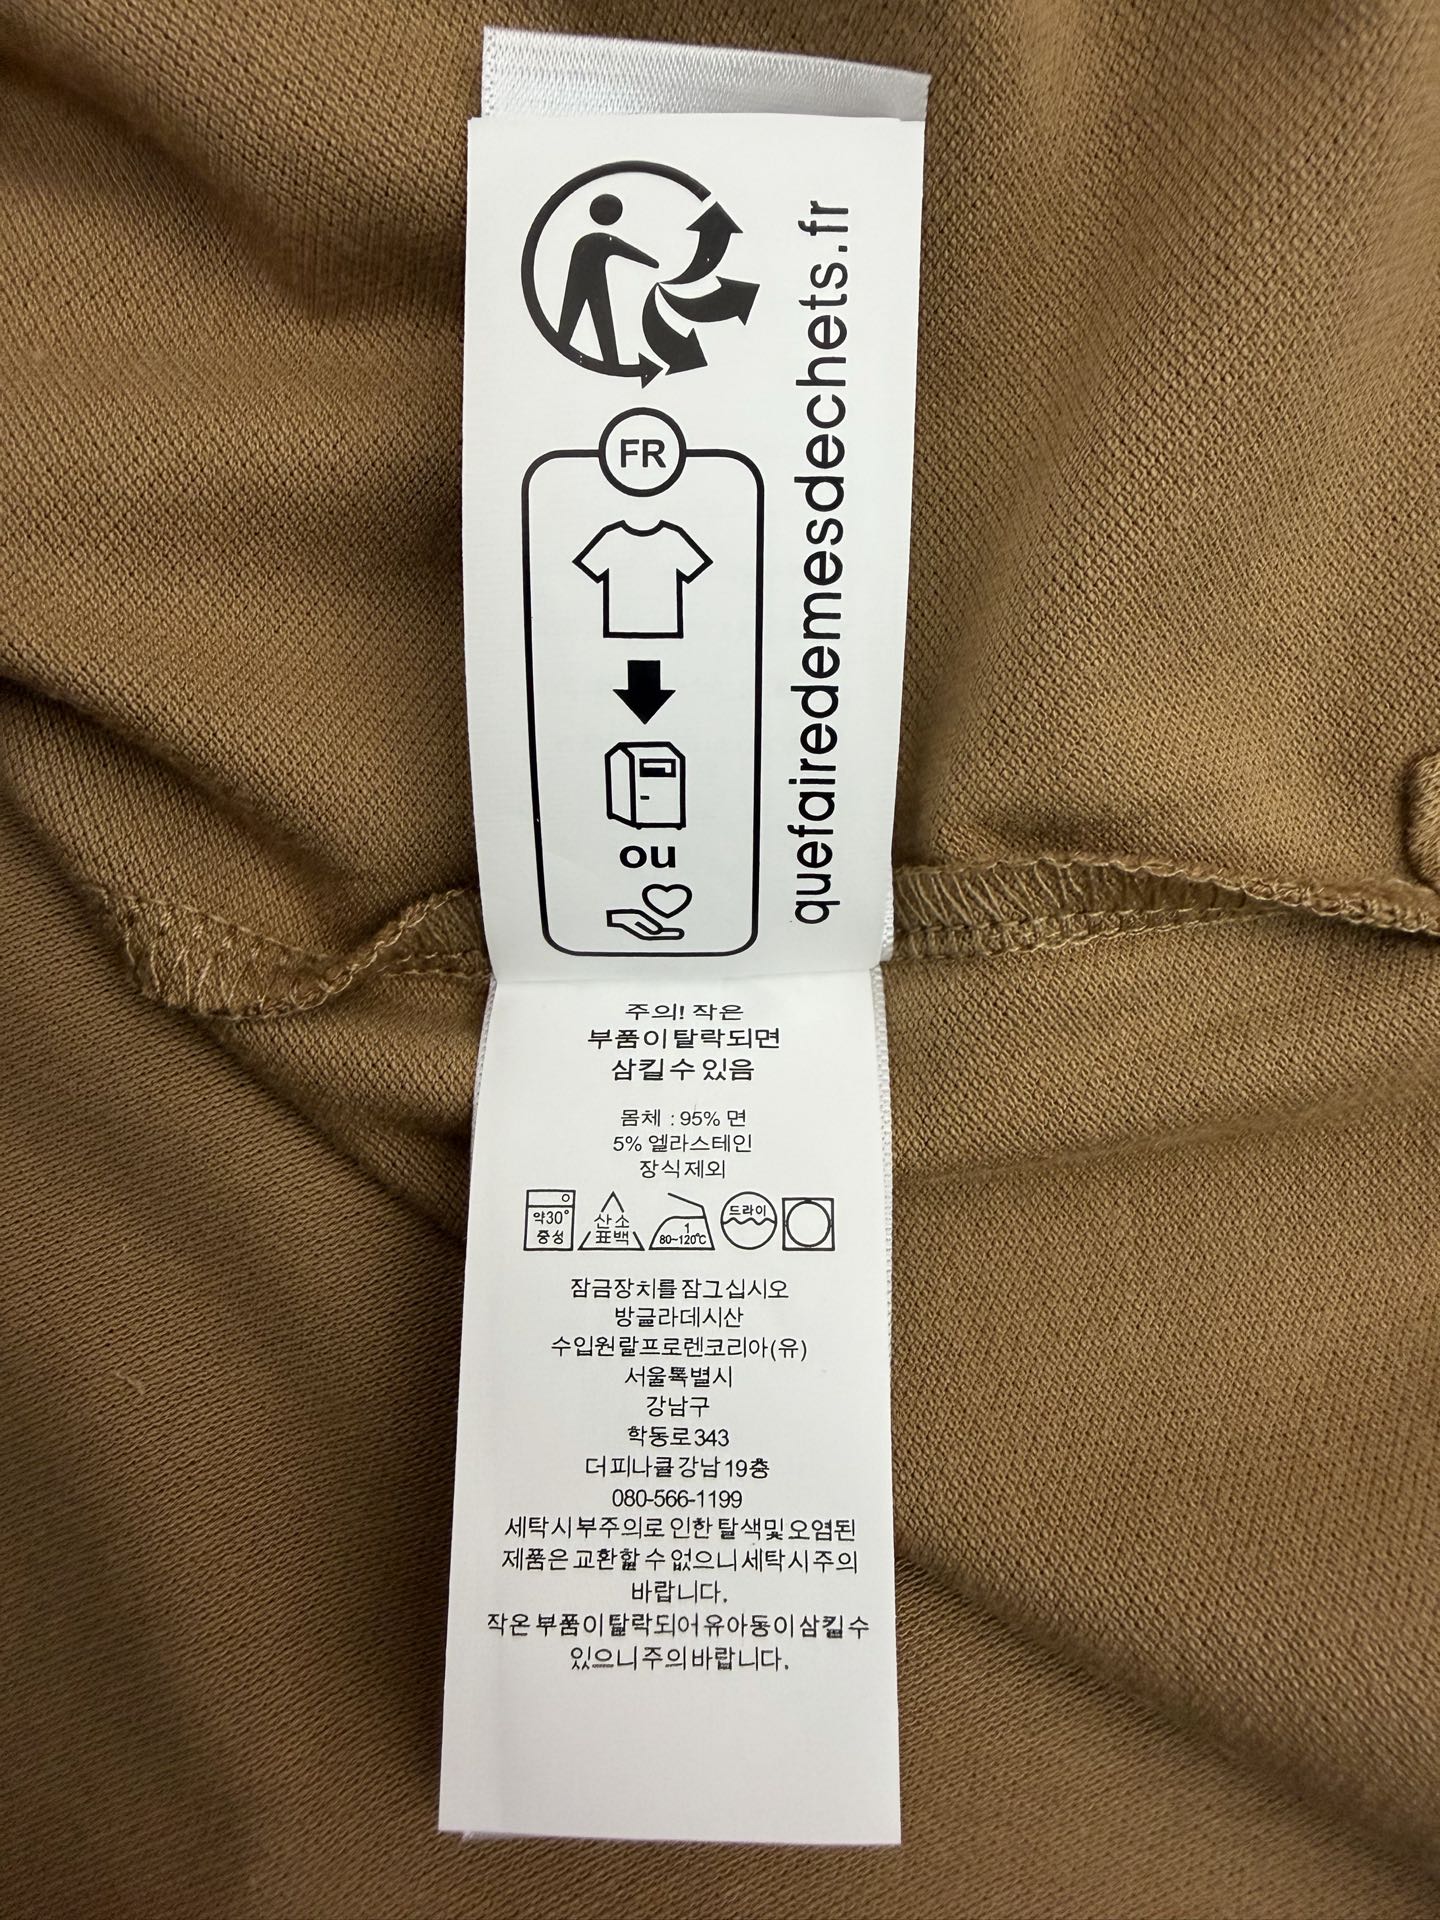 quefairedemesdechets.fr
FR
ou
주의! 작은
부품이 탈락되면
삼킬 수 있음
몸체 : 95% 면
5% 엘라스테인
장식 제외
약30°
중성
산소
표백
1
80~120℃
드라이
잠금장치를 잠그십시오
방글라데시산
수입원 랄프로렌코리아(유)
서울특별시
강남구
학동로 343
더피나클 강남 19층
080-566-1199
세탁시 부주의로 인한 탈색및 오염된
제품은 교환할 수 없으니 세탁시 주의
바랍니다.
작은 부품이 탈락되어 유아동이 삼킬 수
있으니 주의 바랍니다.